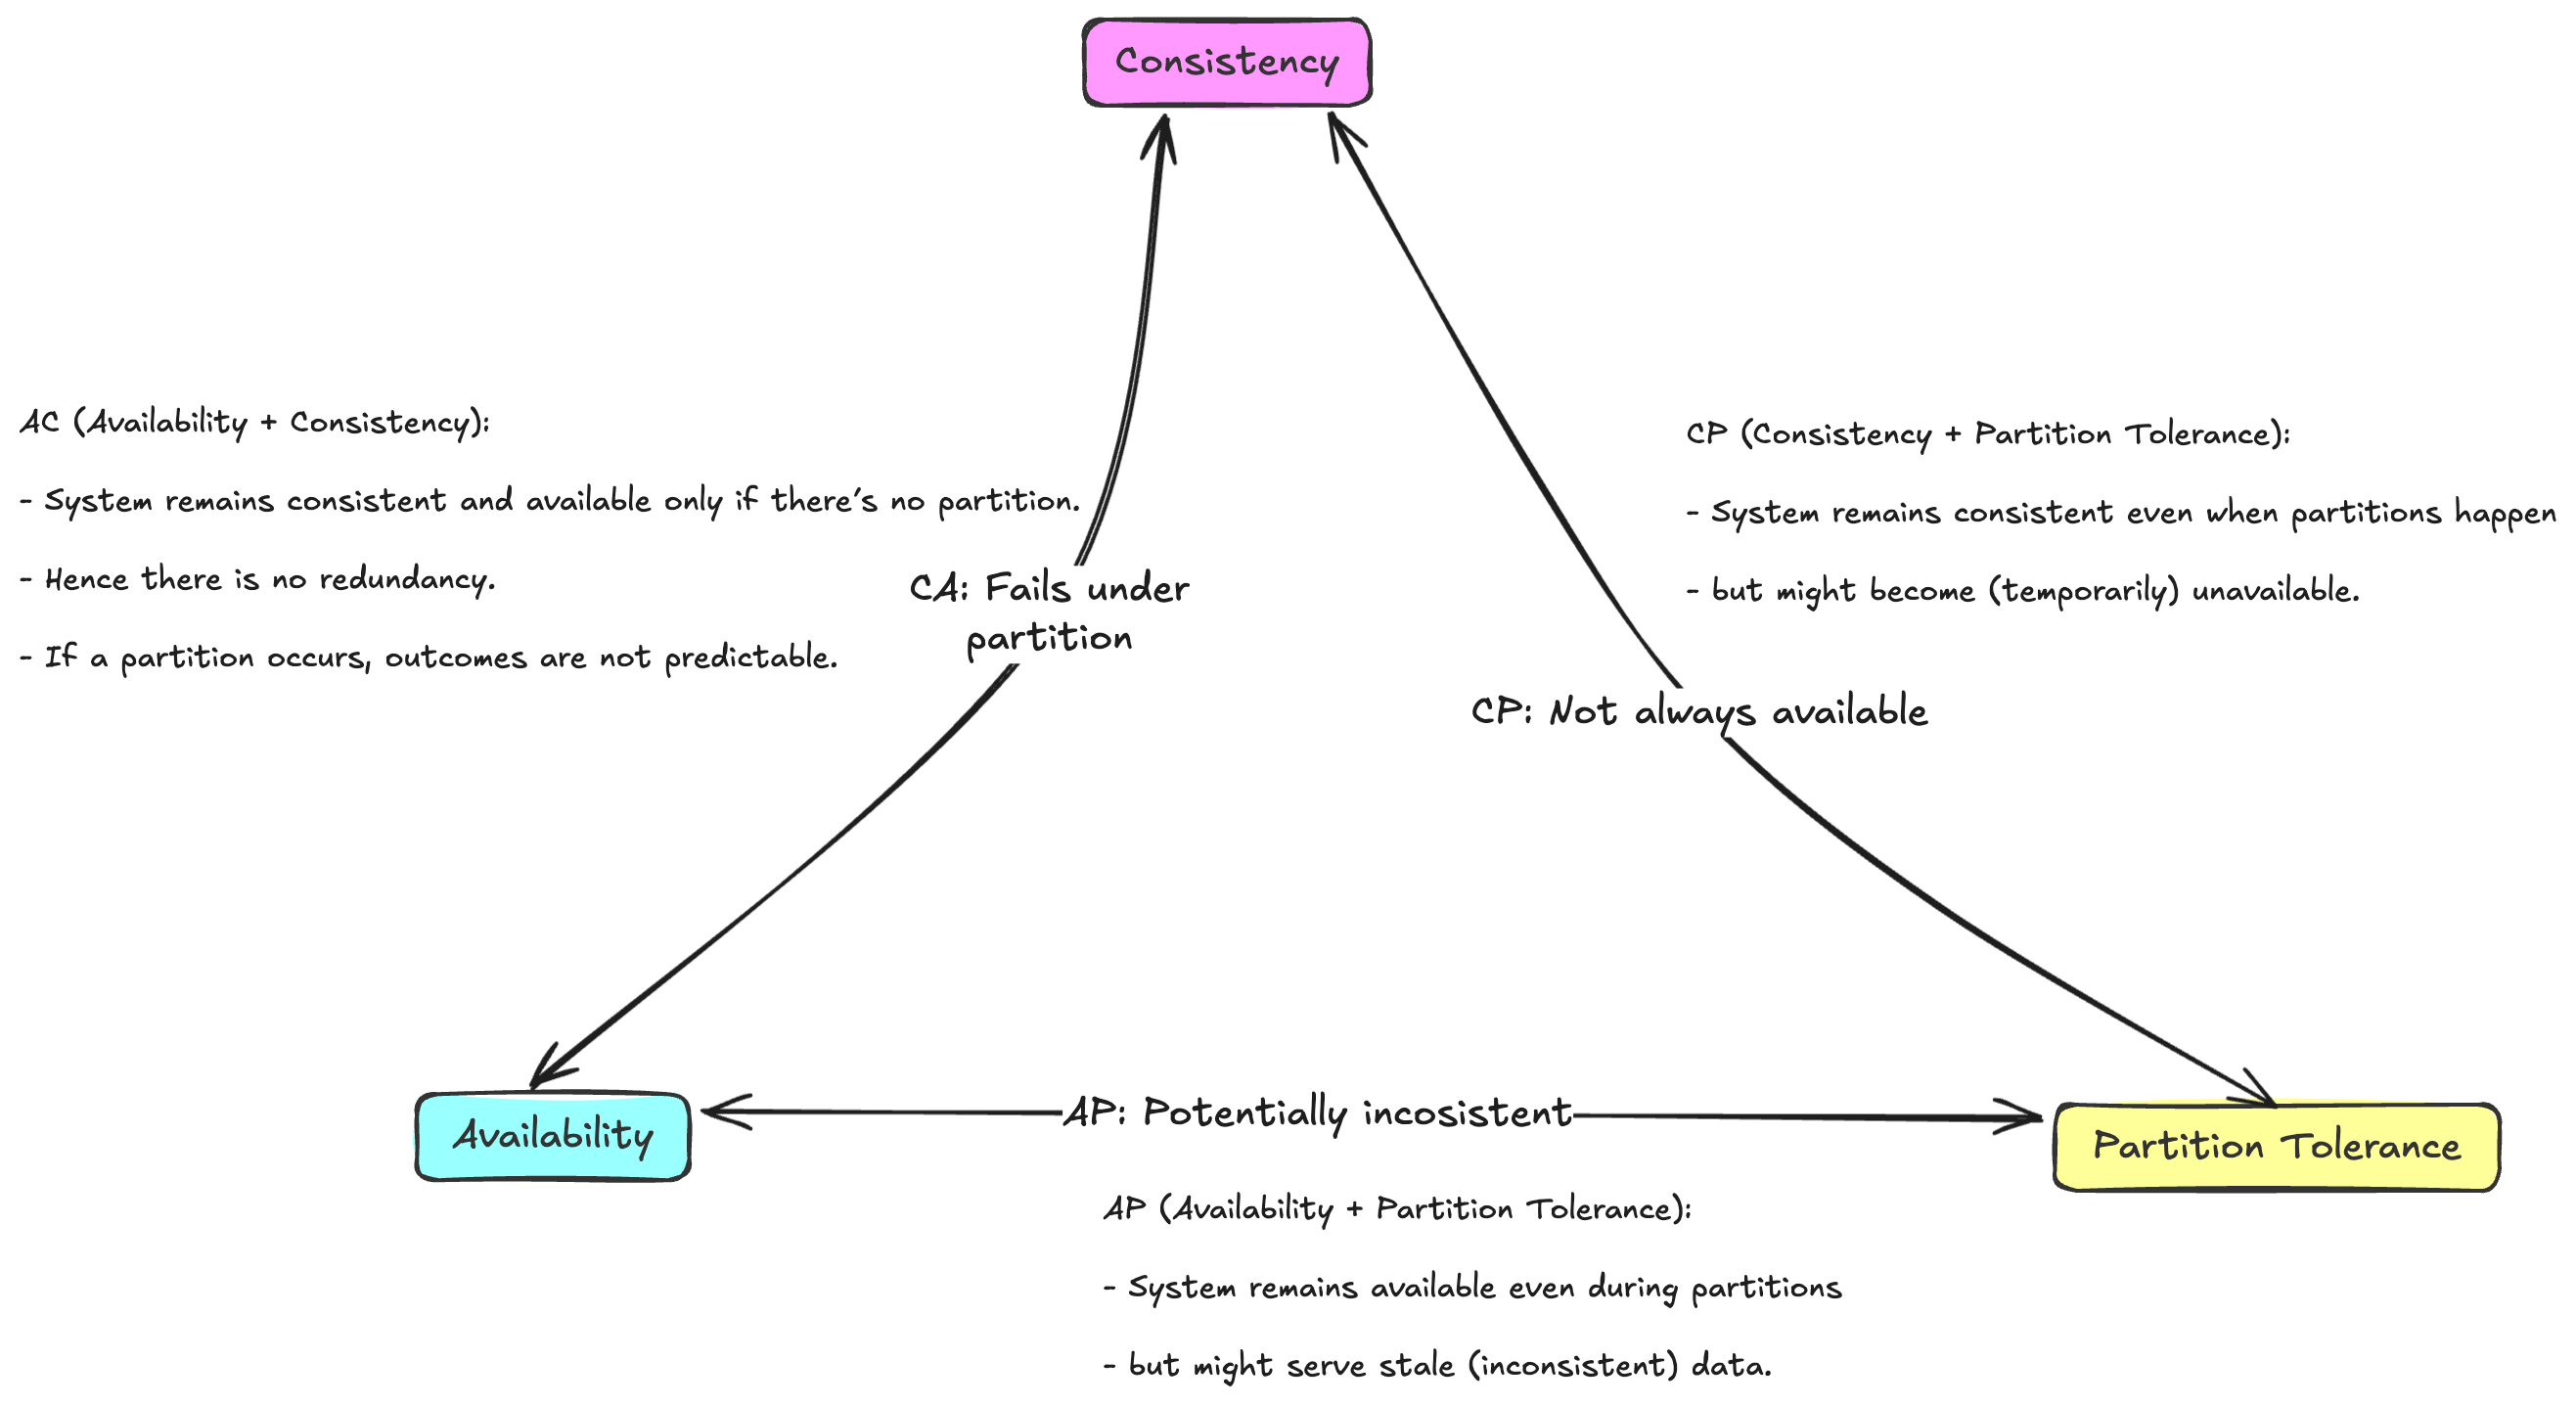 Consistency
AC (Availability + Consistency):
- System remains consistent and available only if there's no partition.
- Hence there is no redundancy.
- If a partition occurs, outcomes are not predictable.
CA: Fails under
partition
CP (Consistency + Partition Tolerance):
- System remains consistent even when partitions happen
- but might become (temporarily) unavailable.
CP: Not always available
Availability
AP: Potentially incosistent
Partition Tolerance
AP (Availability + Partition Tolerance):
- System remains available even during partitions
- but might serve stale (inconsistent) data.